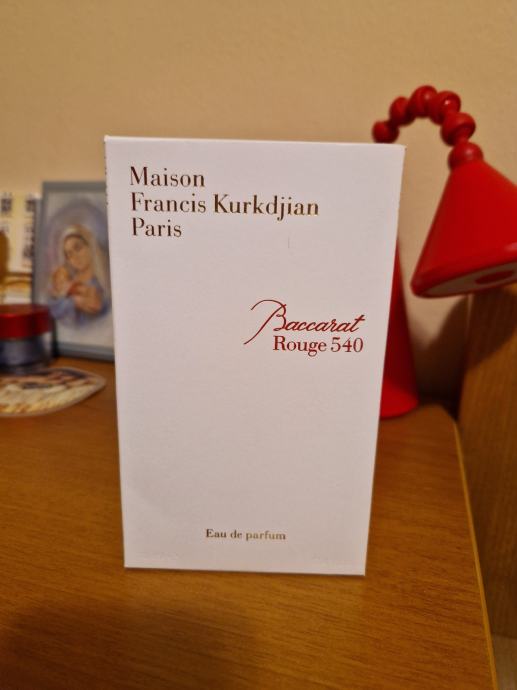 Maison
Francis Kurkdjian
Paris
Baccarat
Rouge 540
Eau de parfum